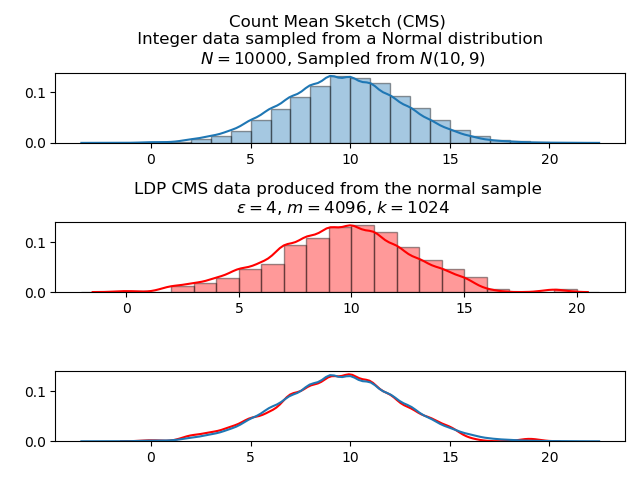 Count Mean Sketch (CMS)
Integer data sampled from a Normal distribution
N = 10000, Sampled from N(10, 9)
0.1
0.0
0 5 10 15 20
LDP CMS data produced from the normal sample
ε = 4, m = 4096, k = 1024
0.1
0.0
0 5 10 15 20
0.1
0.0
0 5 10 15 20